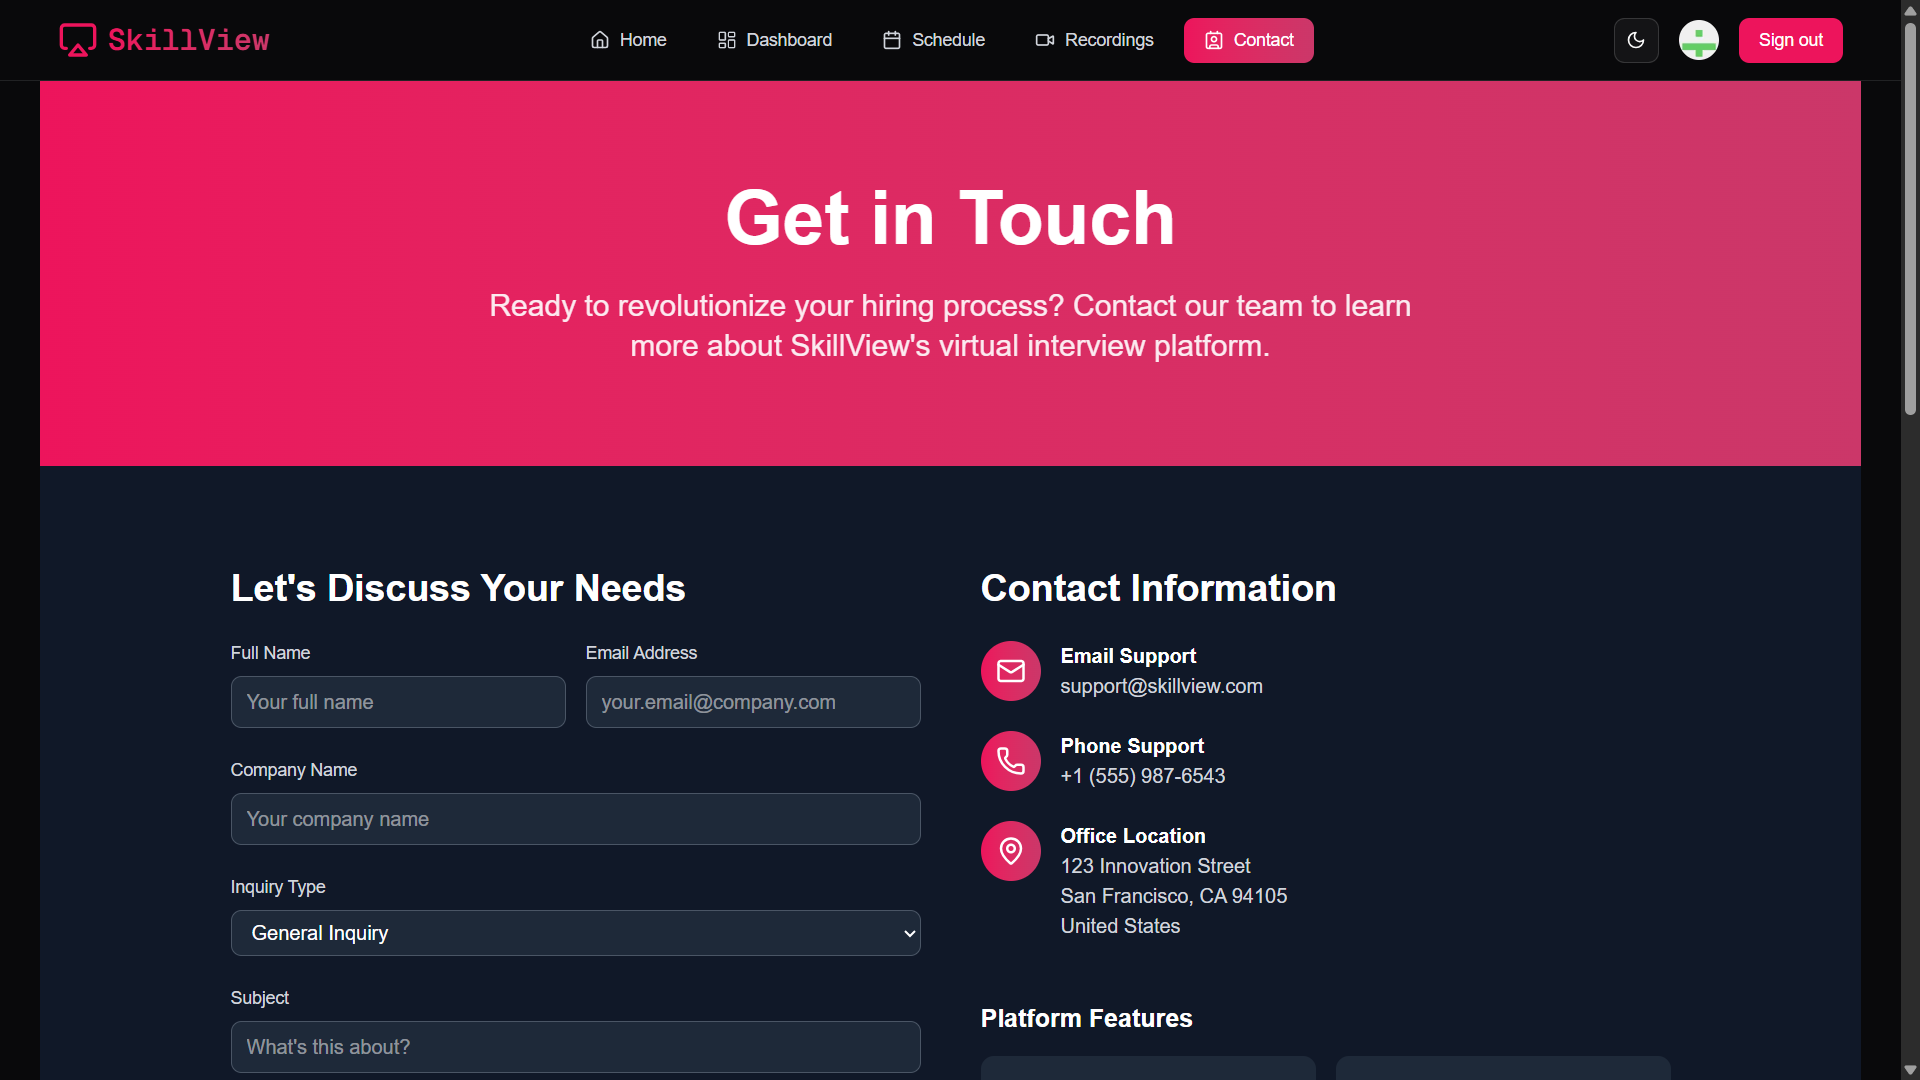 SkillView
Home
Dashboard
Schedule
Recordings
Contact
Sign out
Get in Touch
Ready to revolutionize your hiring process? Contact our team to learn
more about SkillView's virtual interview platform.
Let's Discuss Your Needs
Full Name
Your full name
Email Address
your.email@company.com
Company Name
Your company name
Inquiry Type
General Inquiry
Subject
What's this about?
Contact Information
Email Support
support@skillview.com
Phone Support
+1 (555) 987-6543
Office Location
123 Innovation Street
San Francisco, CA 94105
United States
Platform Features